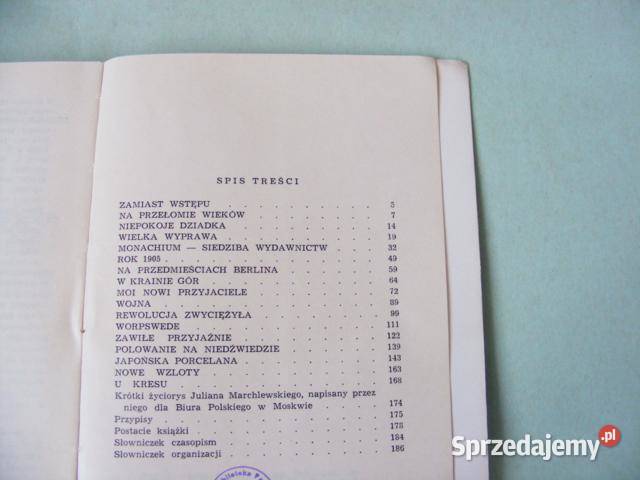 SPIS TREŚCI
ZAMIAST WSTĘPU . . . . . . . . . 5
NA PRZEŁOMIE WIEKÓW . . . . . . . . 7
NIEPOKOJE DZIADKA . . . . . . . . 14
WIELKA WYPRAWA . . . . . . . . . 19
MONACHIUM — SIEDZIBA WYDAWNICTW . . . . 32
ROK 1905 . . . . . . . . . . . 49
NA PRZEDMIEŚCIACH BERLINA . . . . . . 59
W KRAINIE GÓR . . . . . . . . . 64
MOI NOWI PRZYJACIELE . . . . . . . 72
WOJNA . . . . . . . . . . . 89
REWOLUCJA ZWYCIĘŻYŁA . . . . . . . 99
WORPSWEDE . . . . . . . . . . 111
ZAWIŁE PRZYJAŹNIE . . . . . . . . 122
POLOWANIE NA NIEDŹWIEDZIE . . . . . . 139
JAPOŃSKA PORCELANA . . . . . . . . 143
NOWE WZLOTY . . . . . . . . . 163
U KRESU . . . . . . . . . . . 168
Krótki życiorys Juliana Marchlewskiego, napisany przez
niego dla Biura Polskiego w Moskwie . . . . . 174
Przypisy . . . . . . . . . . . 175
Postacie książki . . . . . . . . . 178
Słowniczek czasopism . . . . . . . . 184
Słowniczek organizacji . . . . . . . . 186
Sprzedajemy.pl